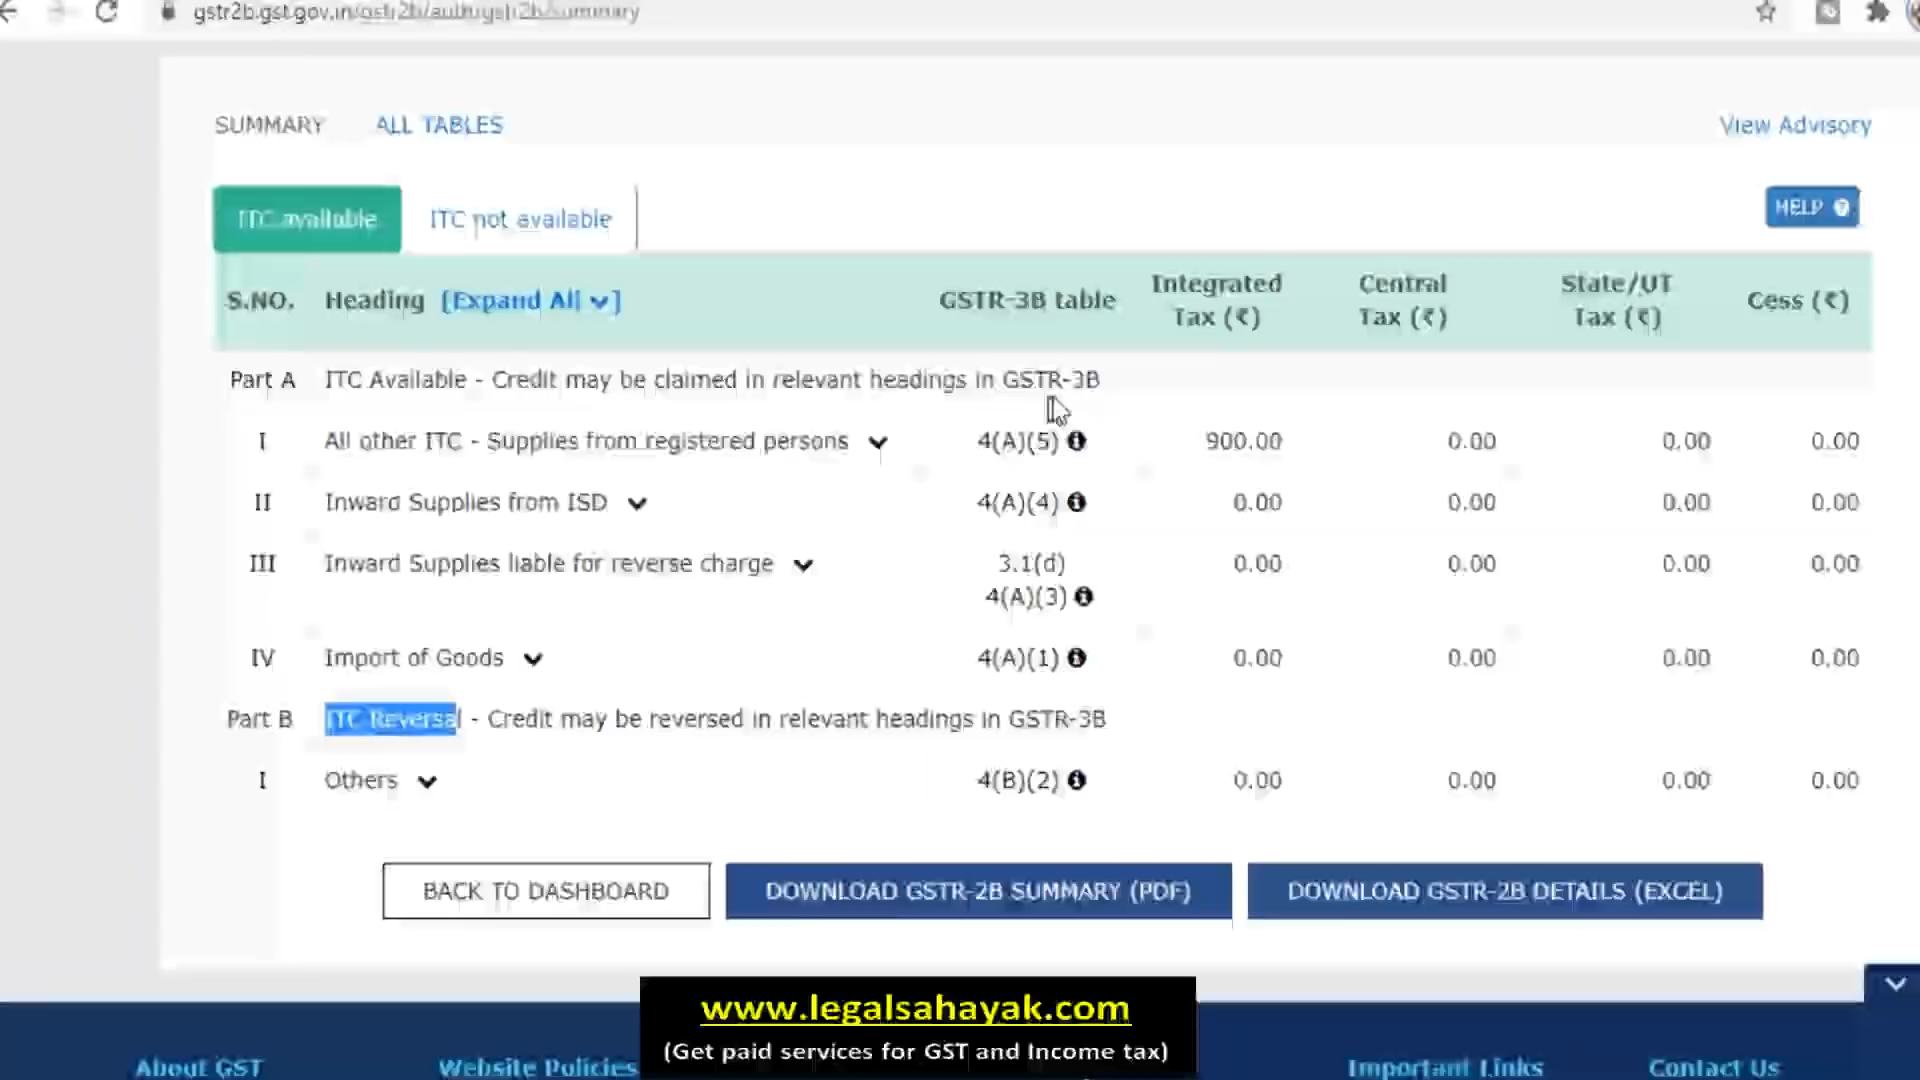 gstr2b.gst.gov.in/gstr2b/auth/gstr2b/summary
SUMMARY ALL TABLES View Advisory
ITC available ITC not available HELP
S.NO. Heading [Expand All] GSTR-3B table Integrated Tax (₹) Central Tax (₹) State/UT Tax (₹) Cess (₹)
Part A ITC Available - Credit may be claimed in relevant headings in GSTR-3B
I All other ITC - Supplies from registered persons 4(A)(5) 900.00 0.00 0.00 0.00
II Inward Supplies from ISD 4(A)(4) 0.00 0.00 0.00 0.00
III Inward Supplies liable for reverse charge 3.1(d) 0.00 0.00 0.00 0.00
4(A)(3)
IV Import of Goods 4(A)(1) 0.00 0.00 0.00 0.00
Part B ITC Reversal - Credit may be reversed in relevant headings in GSTR-3B
I Others 4(B)(2) 0.00 0.00 0.00 0.00
BACK TO DASHBOARD DOWNLOAD GSTR-2B SUMMARY (PDF) DOWNLOAD GSTR-2B DETAILS (EXCEL)
www.legalsahayak.com
(Get paid services for GST and Income tax)
About GST Website Policies Important Links Contact Us